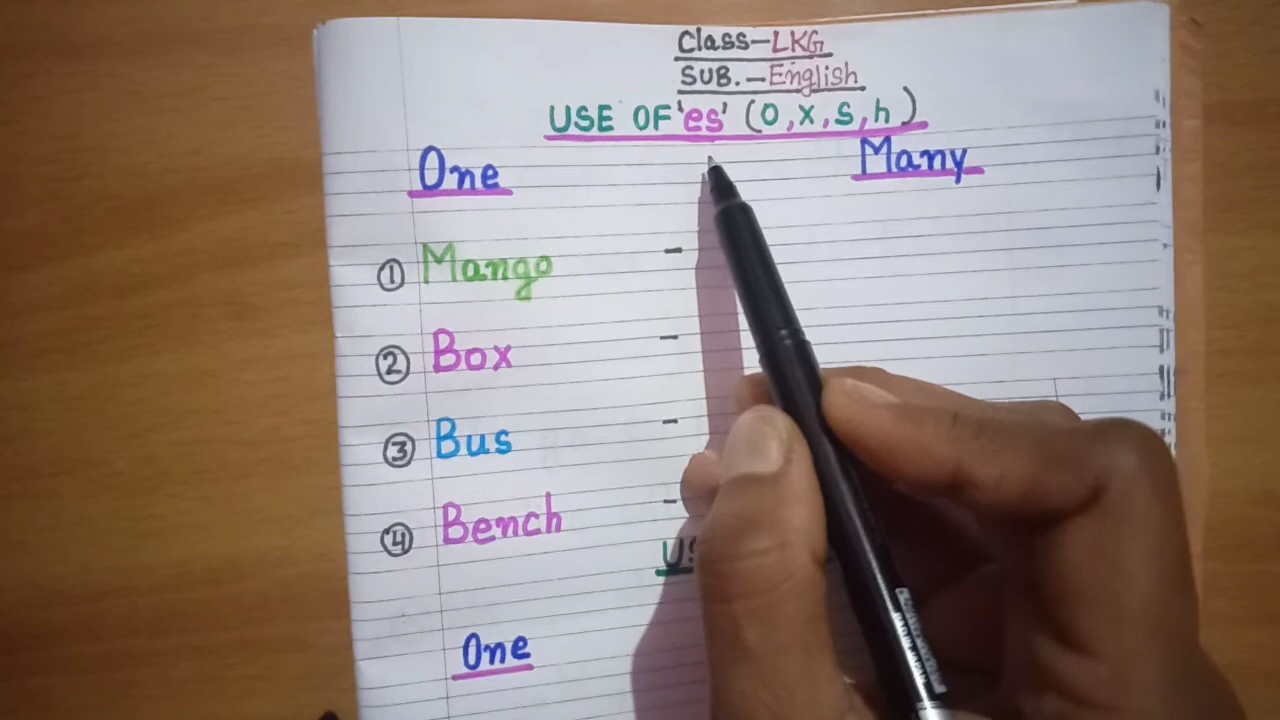 Class-LKG
SUB.-English
USE OF 'es' (o,x,s,h)
One Many
① Mango -
② Box -
③ Bus -
④ Bench -
One